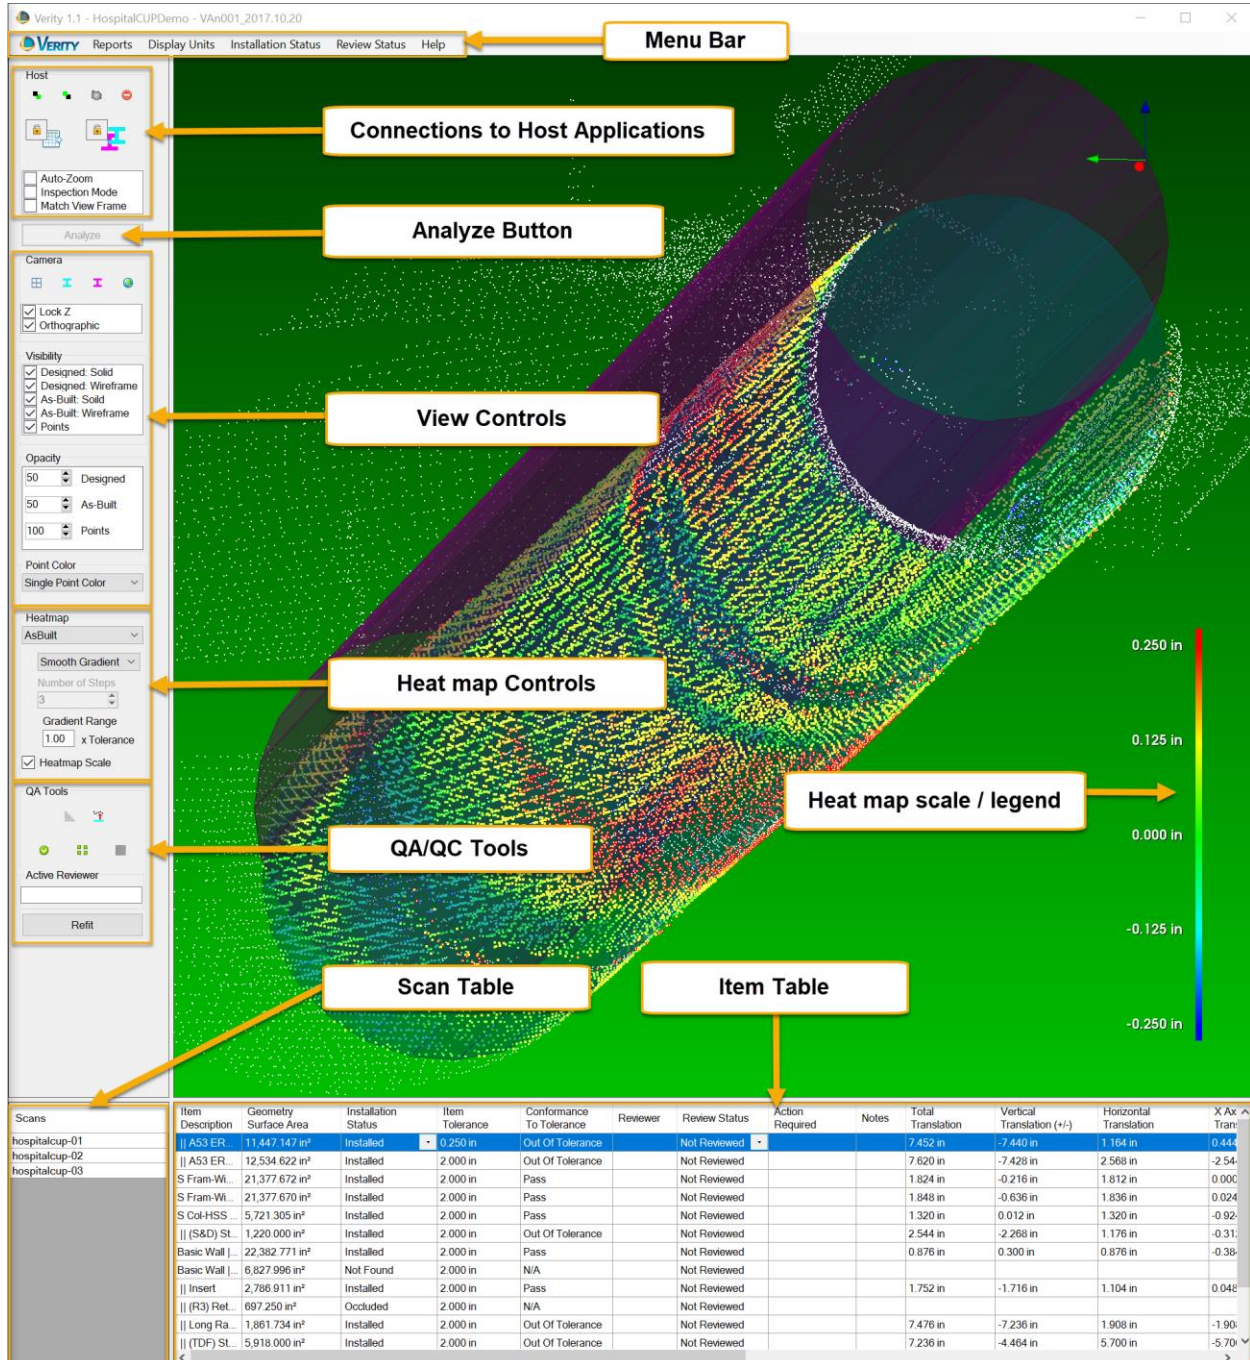 Verity 1.1 - HospitalCUPDemo - VAn001_2017.10.20
VERITY Reports Display Units Installation Status Review Status Help
Menu Bar
Host
Connections to Host Applications
Auto-Zoom
Inspection Mode
Match View Frame
Analyze
Analyze Button
Camera
Lock Z
Orthographic
Visibility
Designed: Solid
Designed: Wireframe
As-Built: Soild
As-Built: Wireframe
Points
View Controls
Opacity
50 Designed
50 As-Built
100 Points
Point Color
Single Point Color
Heatmap
AsBuilt
Smooth Gradient
Number of Steps
3
Gradient Range
1.00 x Tolerance
Heatmap Scale
Heat map Controls
0.250 in
0.125 in
0.000 in
-0.125 in
-0.250 in
Heat map scale / legend
QA Tools
QA/QC Tools
Active Reviewer
Refit
Scan Table
Item Table
Scans
hospitalcup-01
hospitalcup-02
hospitalcup-03
Item Description Geometry Surface Area Installation Status Item Tolerance Conformance To Tolerance Reviewer Review Status Action Required Notes Total Translation Vertical Translation (+/-) Horizontal Translation X Ax Trans
|| A53 ER... 11,447.147 in² Installed 0.250 in Out Of Tolerance Not Reviewed 7.452 in -7.440 in 1.164 in 0.444
|| A53 ER... 12,534.622 in² Installed 2.000 in Out Of Tolerance Not Reviewed 7.620 in -7.428 in 2.568 in -2.544
S Fram-Wi... 21,377.672 in² Installed 2.000 in Pass Not Reviewed 1.824 in -0.216 in 1.812 in 0.000
S Fram-Wi... 21,377.670 in² Installed 2.000 in Pass Not Reviewed 1.848 in -0.636 in 1.836 in 0.024
S Col-HSS ... 5,721.305 in² Installed 2.000 in Pass Not Reviewed 1.320 in 0.012 in 1.320 in -0.924
|| (S&D) St... 1,220.000 in² Installed 2.000 in Out Of Tolerance Not Reviewed 2.544 in -2.268 in 1.176 in -0.312
Basic Wall |... 22,382.771 in² Installed 2.000 in Pass Not Reviewed 0.876 in 0.300 in 0.876 in -0.384
Basic Wall |... 6,827.996 in² Not Found 2.000 in N/A Not Reviewed
|| Insert 2,786.911 in² Installed 2.000 in Pass Not Reviewed 1.752 in -1.716 in 1.104 in 0.048
|| (R3) Ret... 697.250 in² Occluded 2.000 in N/A Not Reviewed
|| Long Ra... 1,861.734 in² Installed 2.000 in Out Of Tolerance Not Reviewed 7.476 in -7.236 in 1.908 in -1.908
|| (TDF) St... 5,918.000 in² Installed 2.000 in Out Of Tolerance Not Reviewed 7.236 in -4.464 in 5.700 in -5.700